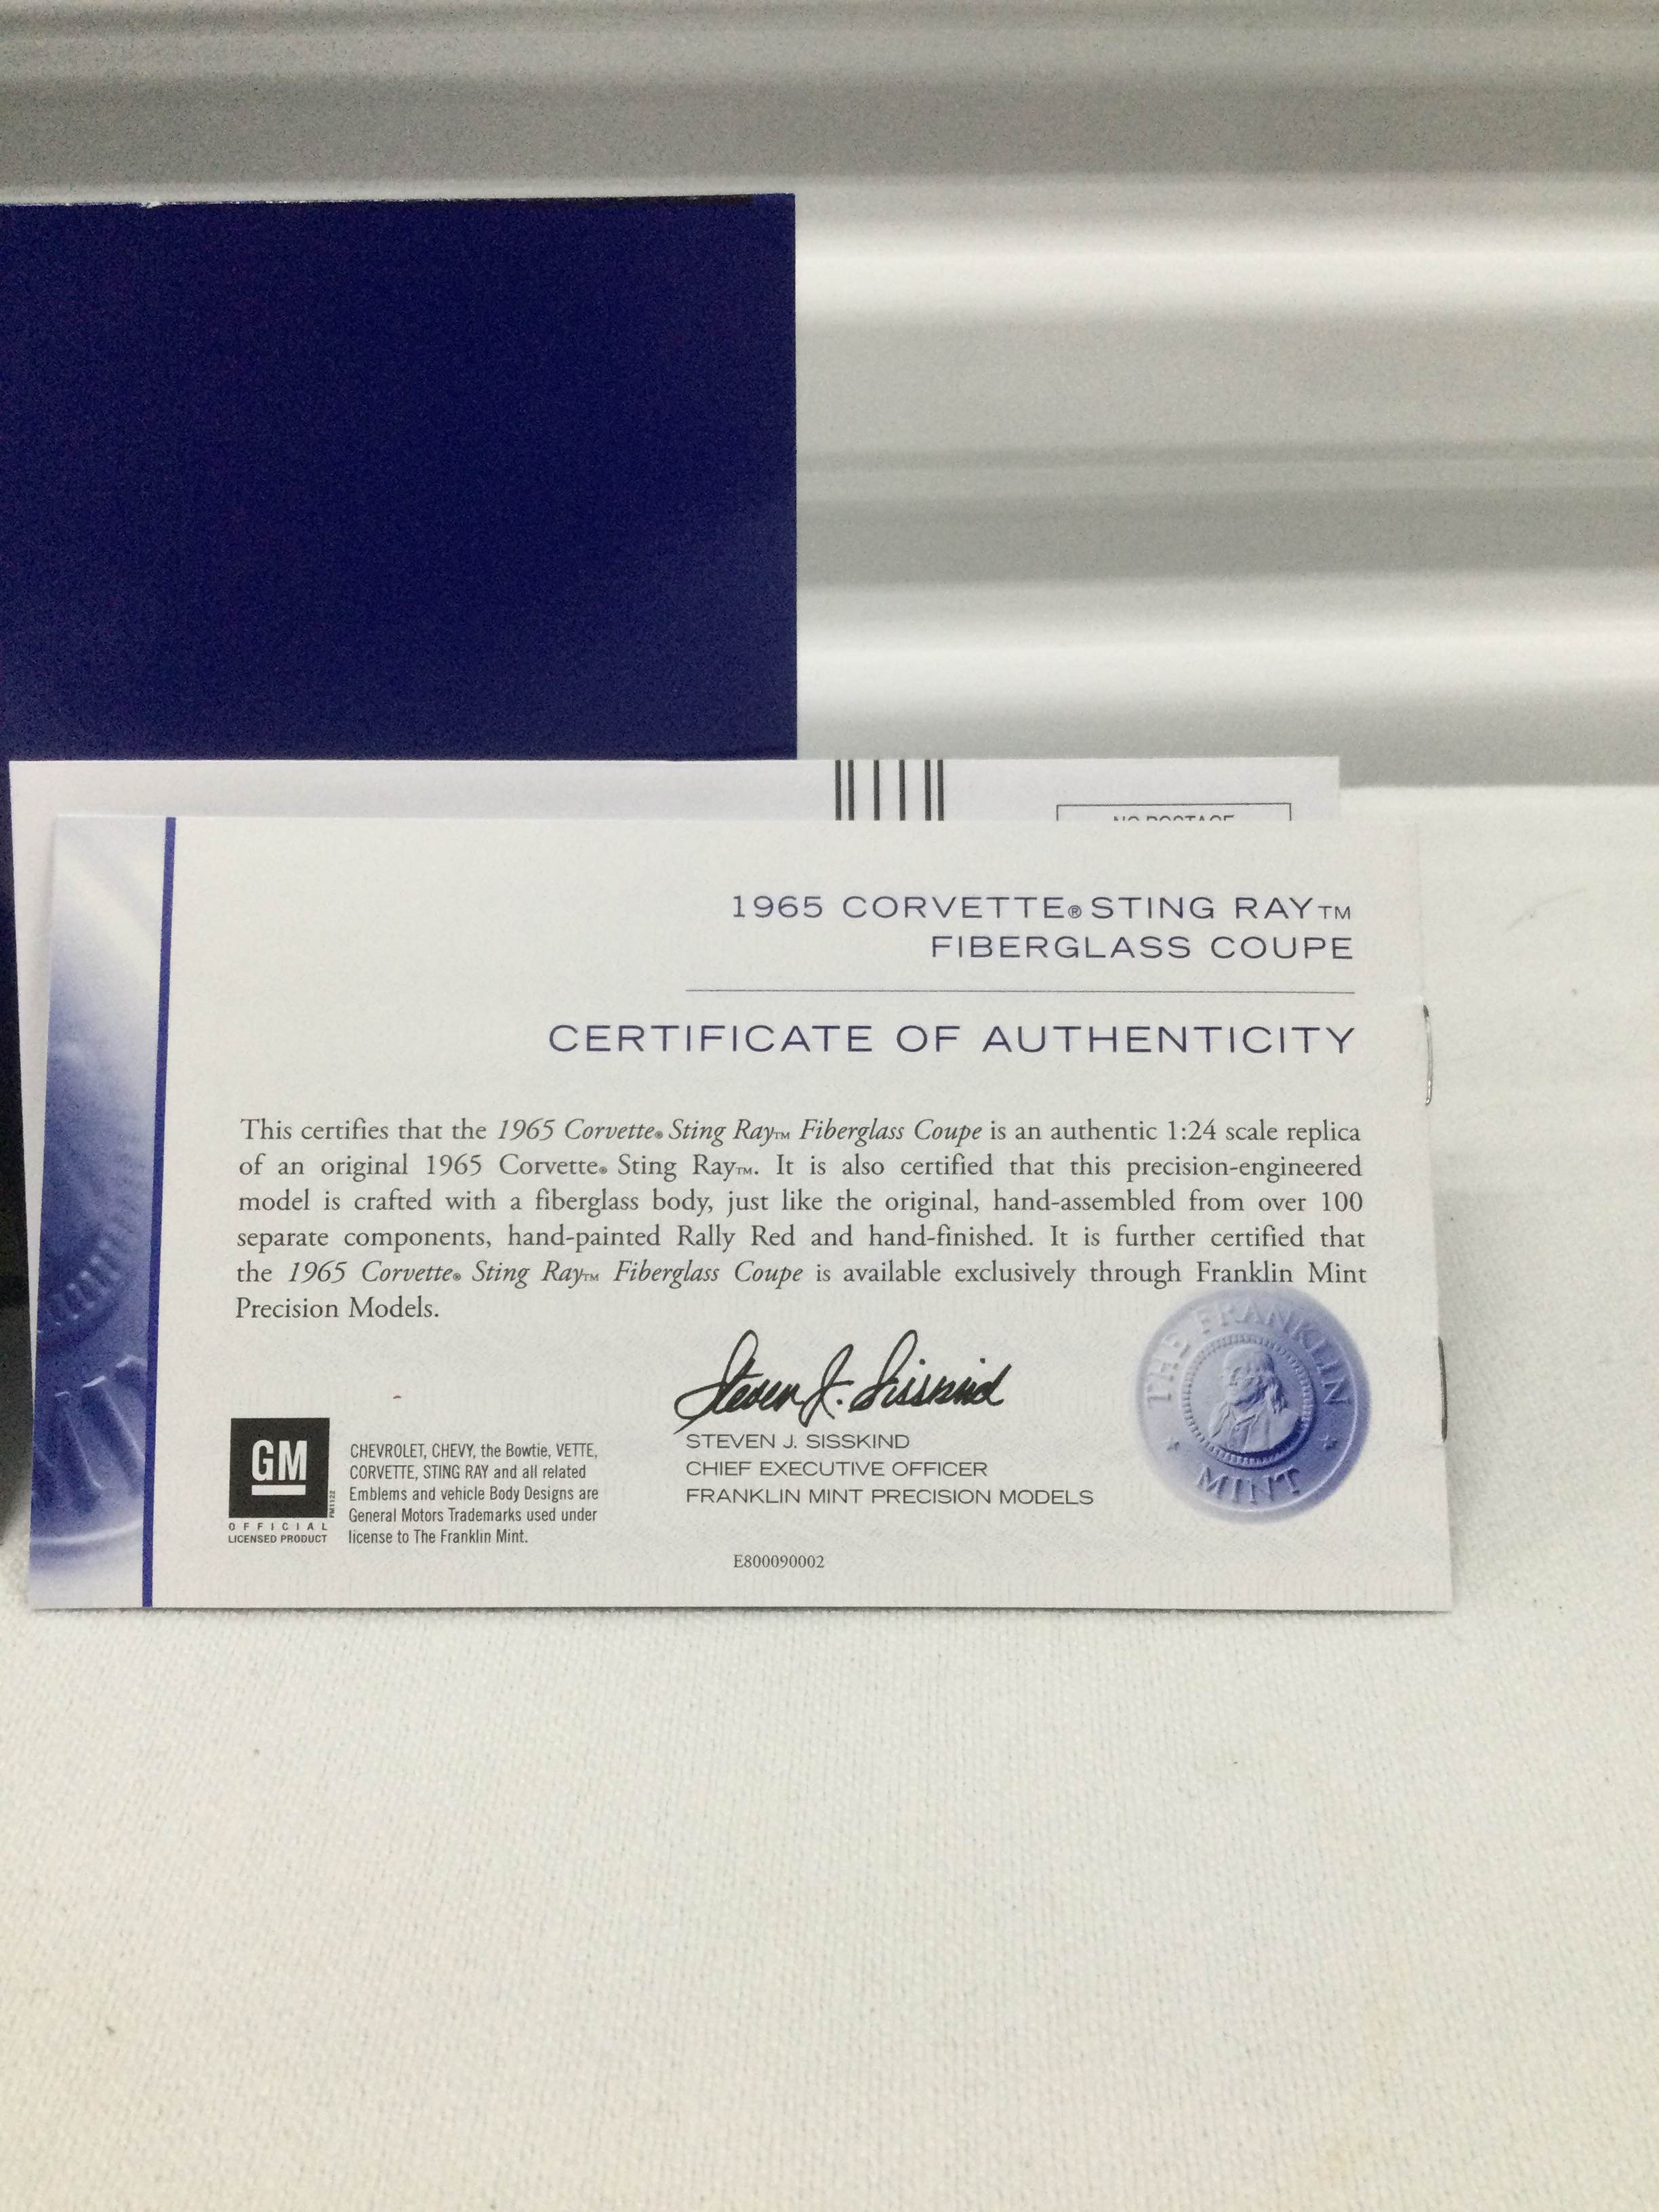 NO POSTAGE
1965 CORVETTE® STING RAY™
FIBERGLASS COUPE
CERTIFICATE OF AUTHENTICITY
This certifies that the 1965 Corvette® Sting Ray™ Fiberglass Coupe is an authentic 1:24 scale replica
of an original 1965 Corvette® Sting Ray™. It is also certified that this precision-engineered
model is crafted with a fiberglass body, just like the original, hand-assembled from over 100
separate components, hand-painted Rally Red and hand-finished. It is further certified that
the 1965 Corvette® Sting Ray™ Fiberglass Coupe is available exclusively through Franklin Mint
Precision Models.
Steven J. Sisskind
STEVEN J. SISSKIND
CHIEF EXECUTIVE OFFICER
FRANKLIN MINT PRECISION MODELS
THE FRANKLIN
MINT
GM
FM1122
OFFICIAL
LICENSED PRODUCT
CHEVROLET, CHEVY, the Bowtie, VETTE,
CORVETTE, STING RAY and all related
Emblems and vehicle Body Designs are
General Motors Trademarks used under
license to The Franklin Mint.
E800090002